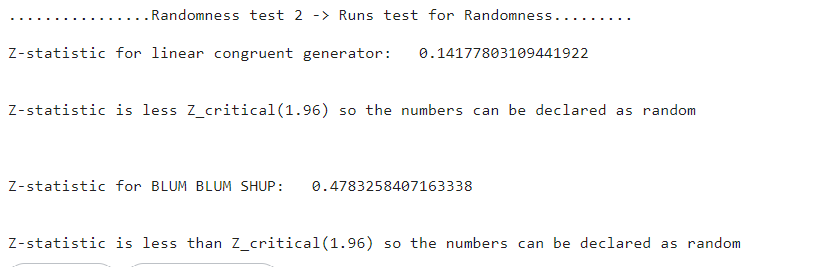 ................Randomness test 2 -> Runs test for Randomness.........
Z-statistic for linear congruent generator:   0.14177803109441922
Z-statistic is less Z_critical(1.96) so the numbers can be declared as random
Z-statistic for BLUM BLUM SHUP:   0.4783258407163338
Z-statistic is less than Z_critical(1.96) so the numbers can be declared as random